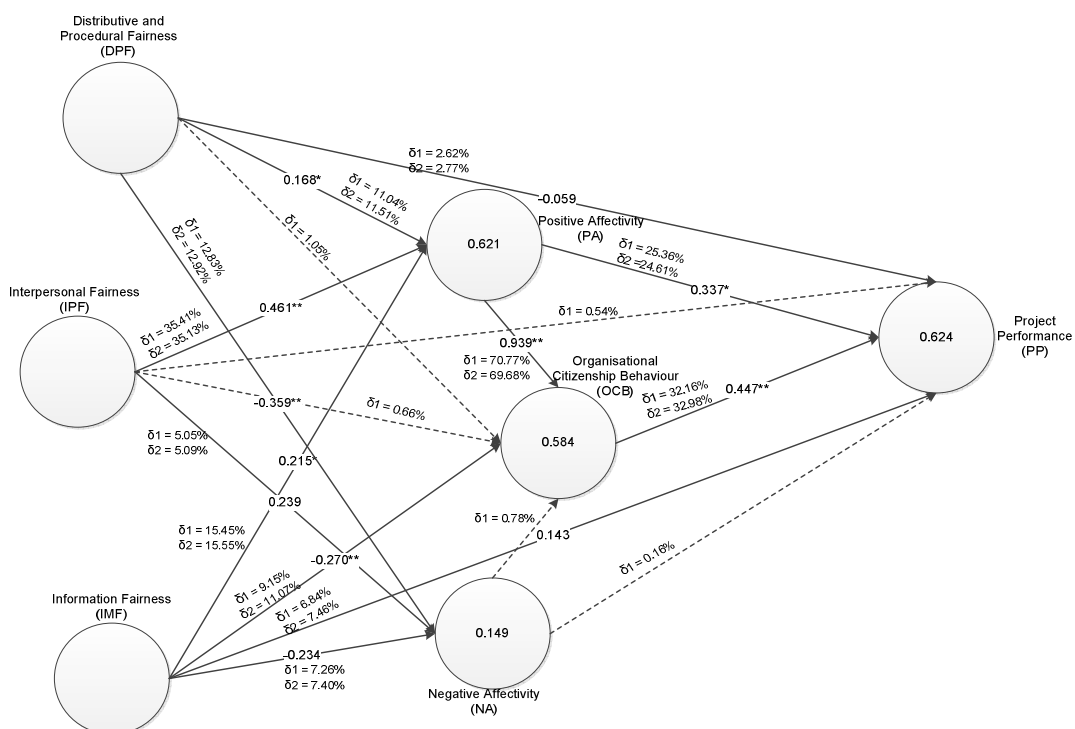 Distributive and
Procedural Fairness
(DPF)
δ1 = 2.62%
δ2 = 2.77%
0.168*
δ1 = 11.04%
δ2 = 11.51%
-0.059
δ1 = 1.05%
Positive Affectivity
(PA)
0.621
δ1 = 25.36%
δ2 =24.61%
δ1 = 12.83%
δ2 = 12.92%
0.337*
Interpersonal Fairness
(IPF)
0.461**
δ1 = 35.41%
δ2 = 35.13%
δ1 = 0.54%
0.624
Project
Performance
(PP)
0.939**
δ1 = 70.77%
δ2 = 69.68%
Organisational
Citizenship Behaviour
(OCB)
δ1 = 32.16%
δ2 = 32.98%
0.447**
-0.359**
δ1 = 0.66%
δ1 = 5.05%
δ2 = 5.09%
0.584
0.215*
0.239
δ1 = 0.78%
δ1 = 15.45%
δ2 = 15.55%
0.143
-0.270**
δ1 = 0.16%
δ1 = 9.15%
δ2 = 11.07%
δ1 = 6.84%
δ2 = 7.46%
Information Fairness
(IMF)
0.149
-0.234
δ1 = 7.26%
δ2 = 7.40%
Negative Affectivity
(NA)